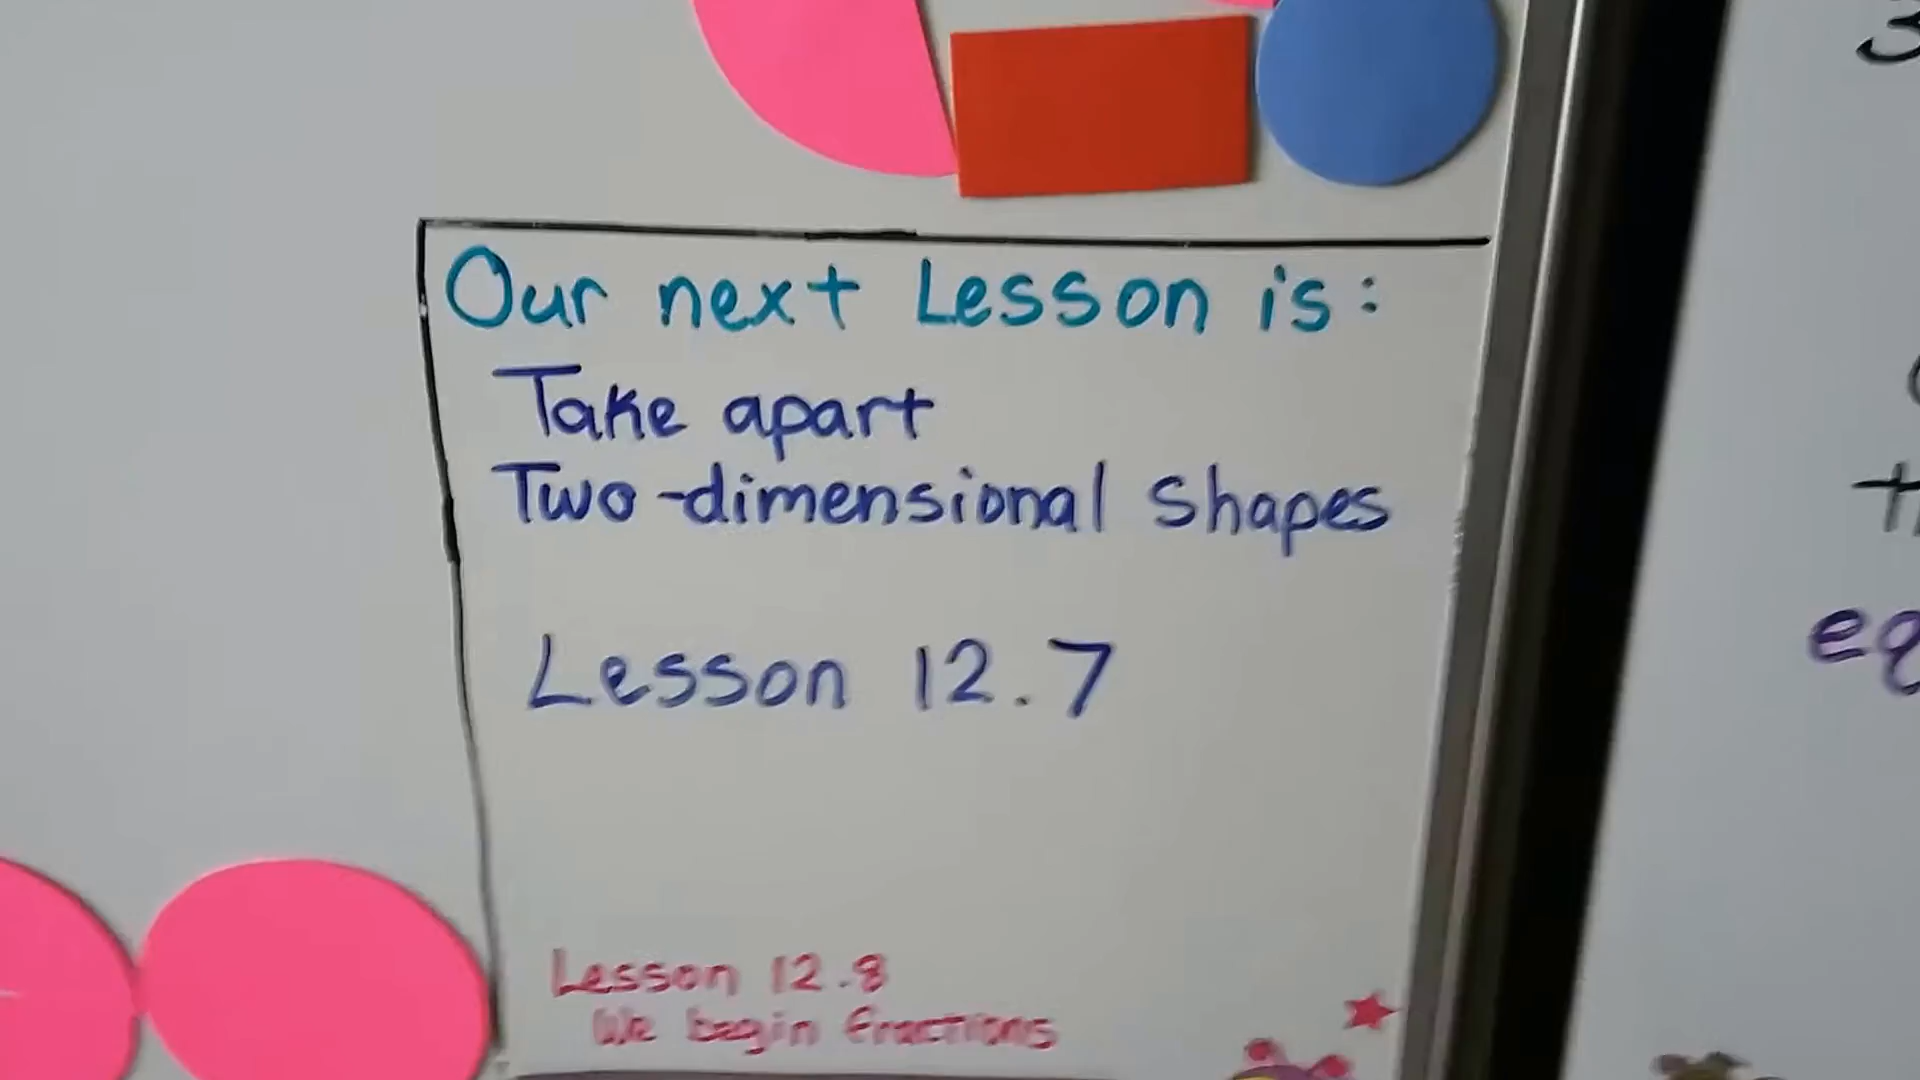 Our next Lesson is:
Take apart
Two-dimensional shapes
Lesson 12.7
Lesson 12.8
We begin fractions